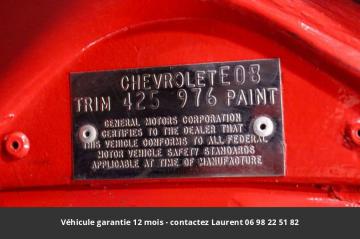 CHEVROLET E08
TRIM 425 976 PAINT
GENERAL MOTORS CORPORATION
CERTIFIES TO THE DEALER THAT
THIS VEHICLE CONFORMS TO ALL FEDERAL
MOTOR VEHICLE SAFETY STANDARDS
APPLICABLE AT TIME OF MANUFACTURE
Véhicule garantie 12 mois - contactez Laurent 06 98 22 51 82